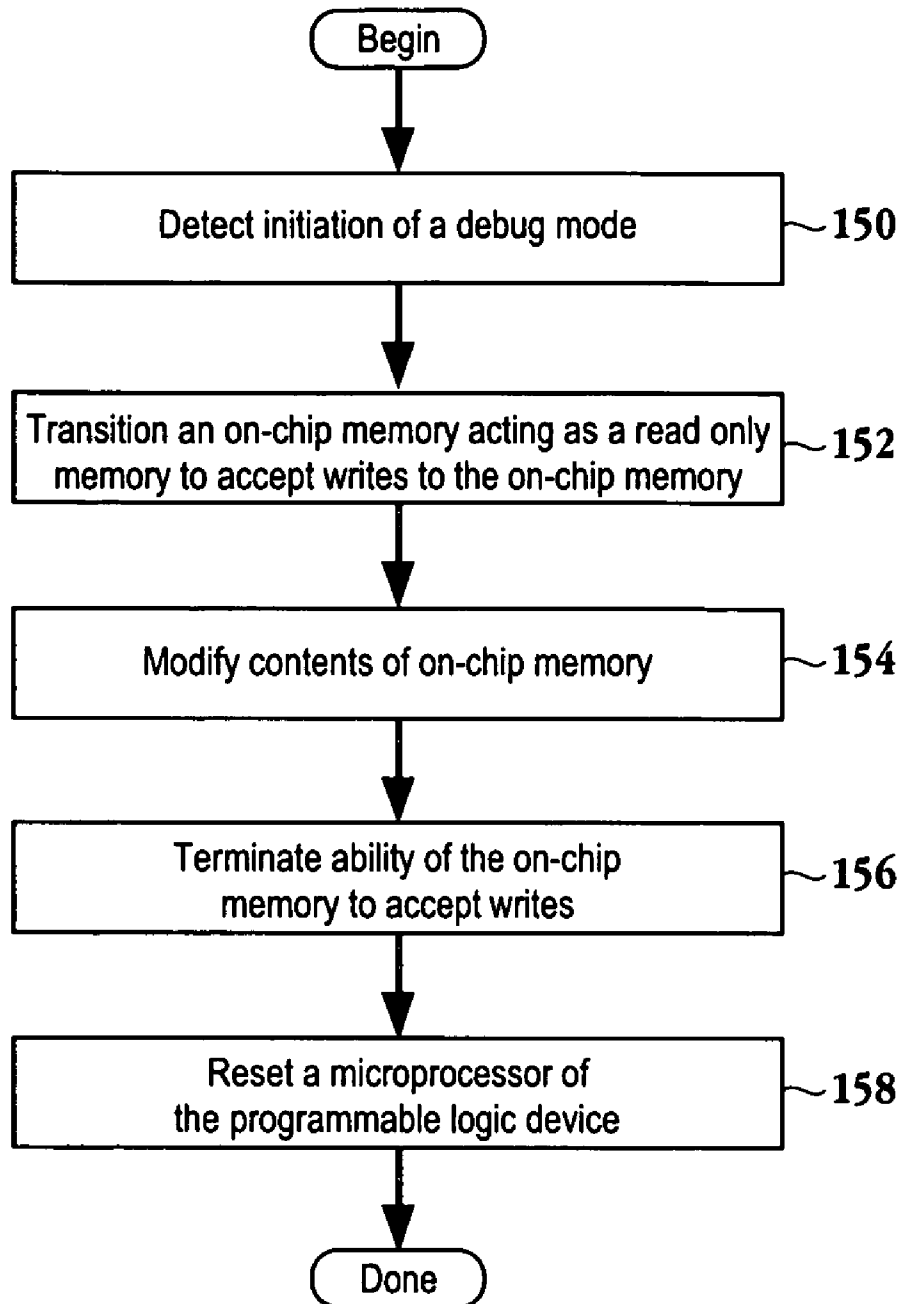 Begin
Detect initiation of a debug mode
150
Transition an on-chip memory acting as a read only
memory to accept writes to the on-chip memory
152
Modify contents of on-chip memory
154
Terminate ability of the on-chip
memory to accept writes
156
Reset a microprocessor of
the programmable logic device
158
Done